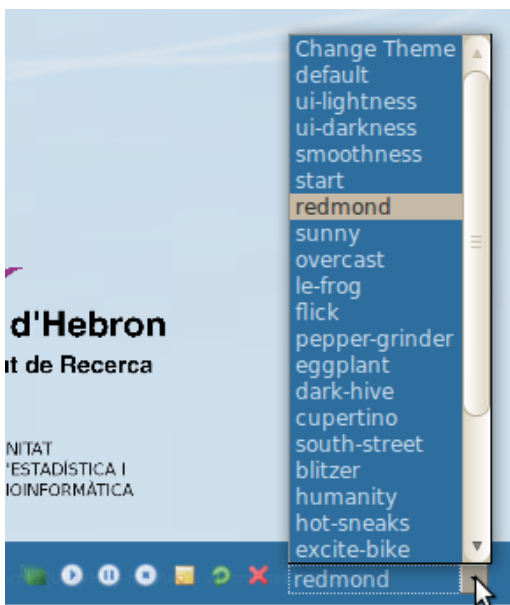 Change Theme
default
ui-lightness
ui-darkness
smoothness
start
redmond
sunny
overcast
le-frog
flick
pepper-grinder
eggplant
dark-hive
cupertino
south-street
blitzer
humanity
hot-sneaks
excite-bike
d'Hebron
ut de Recerca
NITAT
'ESTADÍSTICA I
IOINFORMÀTICA
redmond